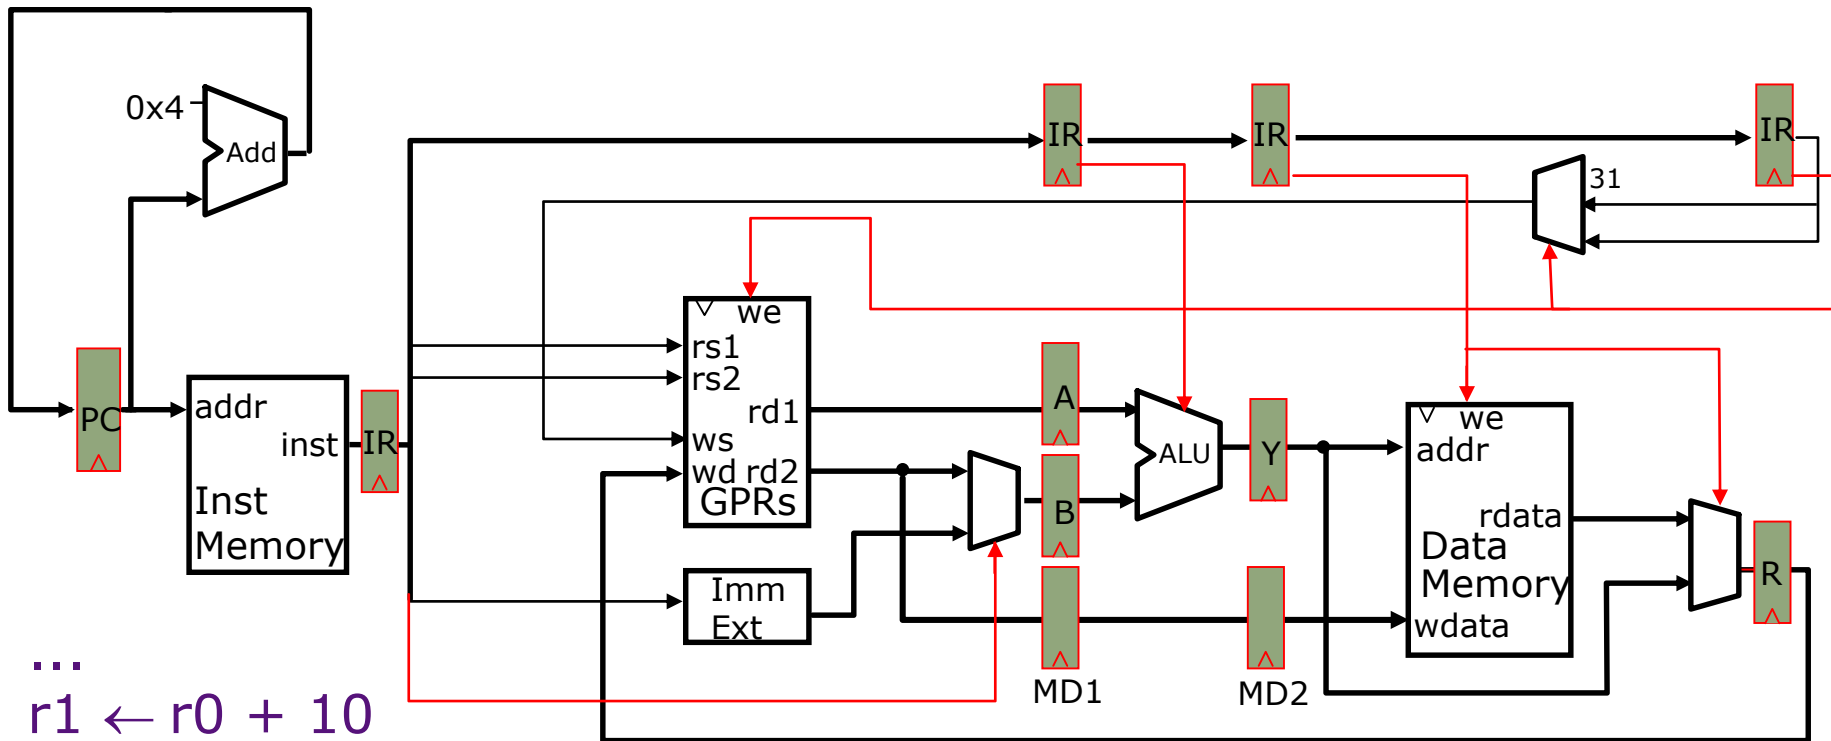 0x4
Add
IR
IR
IR
31
we
rs1
rs2
rd1
ws
wd rd2
GPRs
PC
addr
inst
Inst
Memory
IR
A
B
ALU
Y
we
addr
rdata
Data
Memory
wdata
R
Imm
Ext
MD1
MD2
...
r1 ← r0 + 10